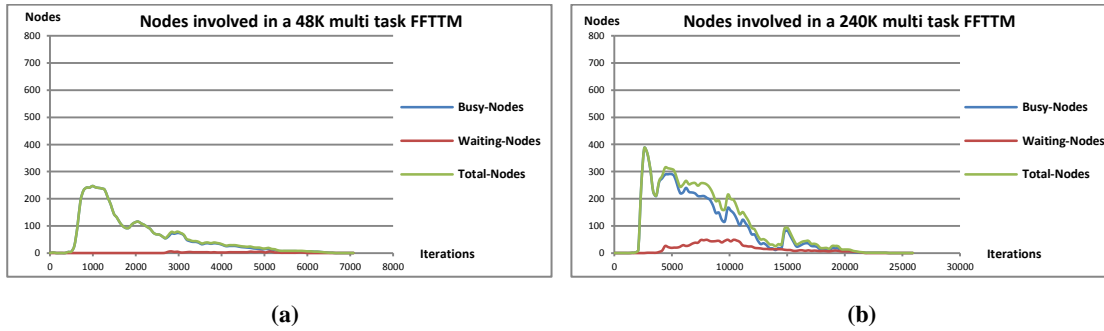 Nodes
Nodes involved in a 48K multi task FFTTM
800
700
600
500
400
300
200
100
0
0 1000 2000 3000 4000 5000 6000 7000 8000
Iterations
Busy-Nodes
Waiting-Nodes
Total-Nodes
(a)
Nodes
Nodes involved in a 240K multi task FFTTM
800
700
600
500
400
300
200
100
0
0 5000 10000 15000 20000 25000 30000
Iterations
Busy-Nodes
Waiting-Nodes
Total-Nodes
(b)